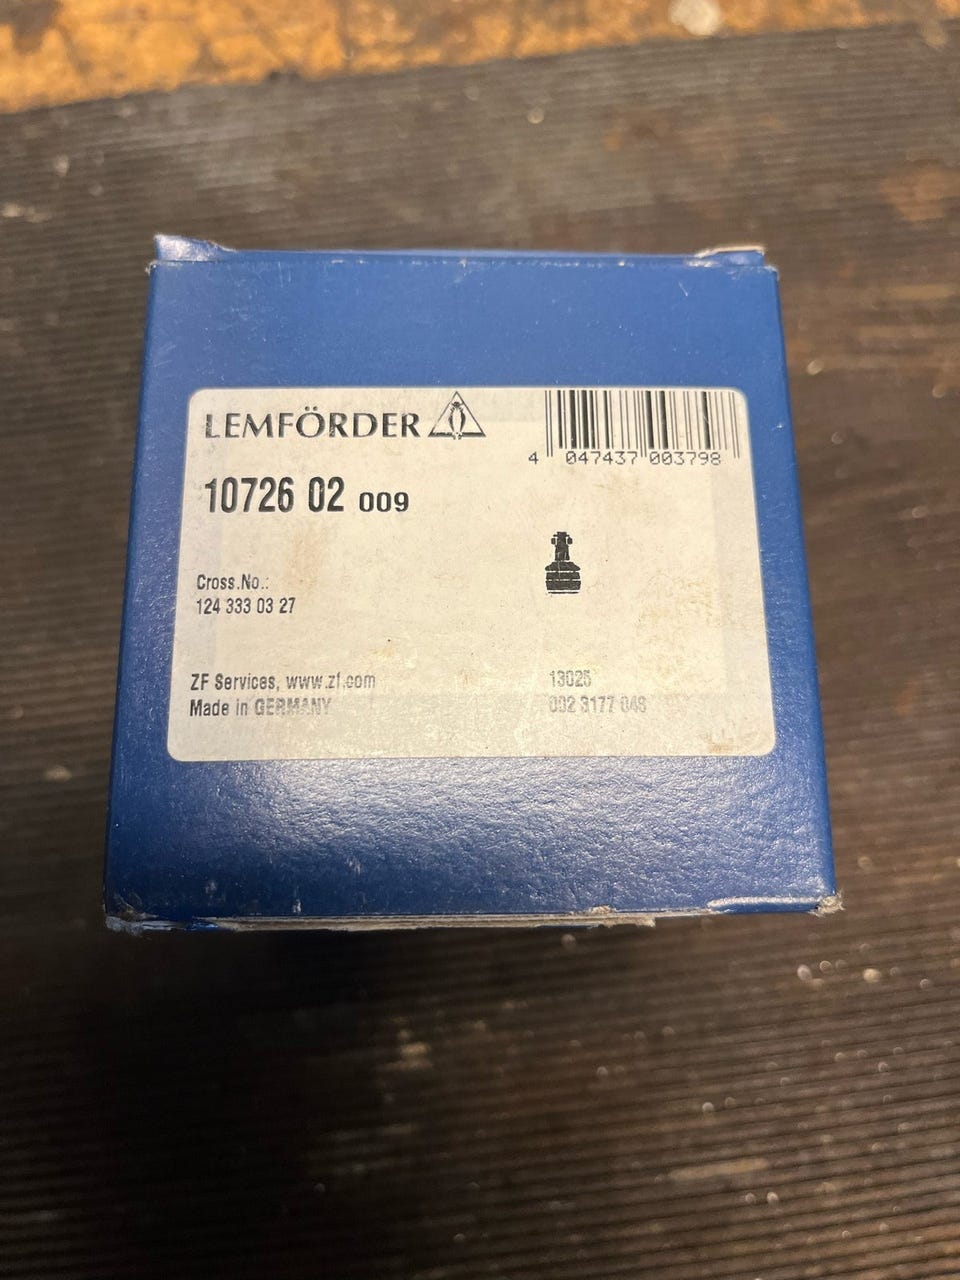 LEMFÖRDER
4 047437 003798
10726 02 009
Cross.No.:
124 333 03 27
ZF Services, www.zf.com
Made in GERMANY
13025
002 3177 048